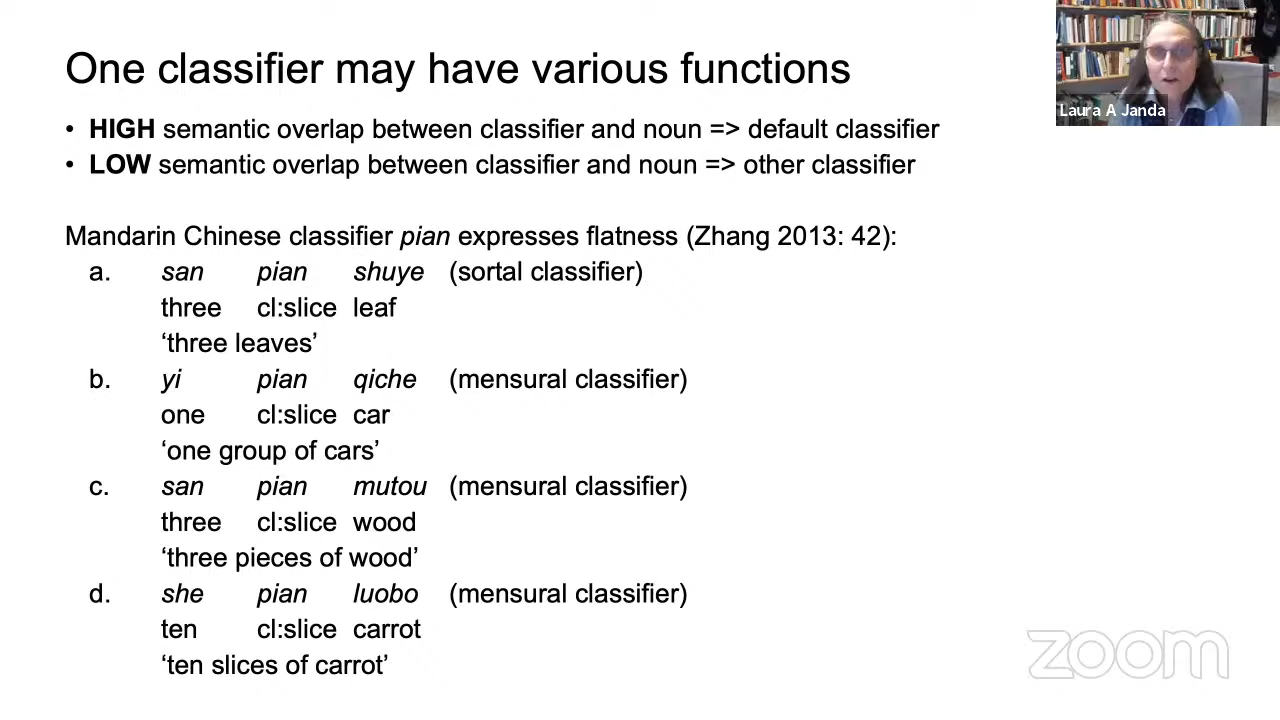 One classifier may have various functions
Laura A Janda
• HIGH semantic overlap between classifier and noun => default classifier
• LOW semantic overlap between classifier and noun => other classifier
Mandarin Chinese classifier pian expresses flatness (Zhang 2013: 42):
a. san pian shuye (sortal classifier)
three cl:slice leaf
‘three leaves’
b. yi pian qiche (mensural classifier)
one cl:slice car
‘one group of cars’
c. san pian mutou (mensural classifier)
three cl:slice wood
‘three pieces of wood’
d. she pian luobo (mensural classifier)
ten cl:slice carrot
‘ten slices of carrot’
zoom